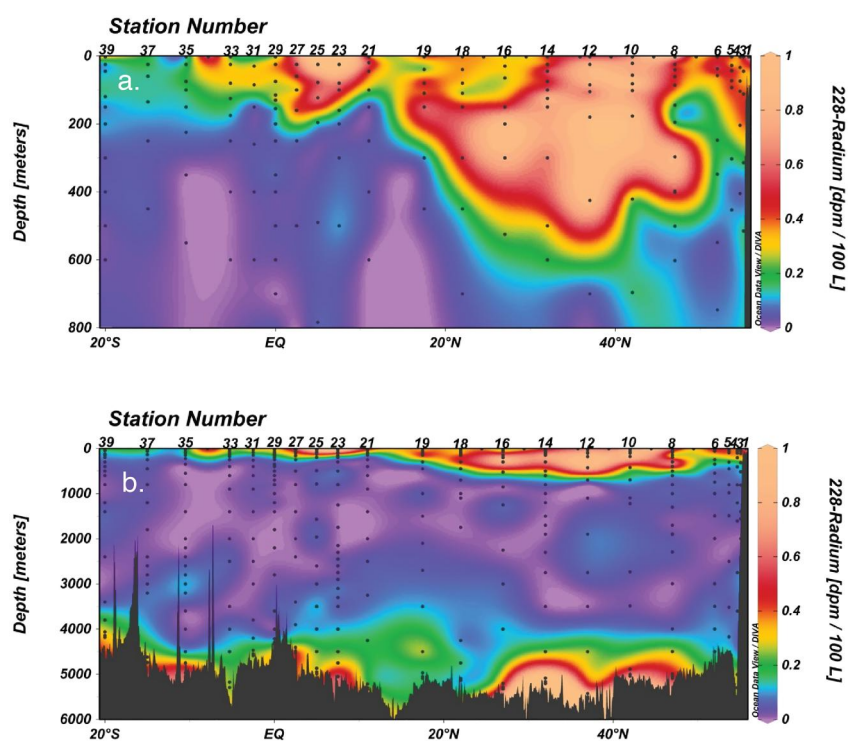 Station Number
39 37 35 33 31 29 27 25 23 21 19 18 16 14 12 10 8 6 5 4 3 1
a.
0
200
400
600
800
Depth [meters]
20°S EQ 20°N 40°N
Ocean Data View / DIVA
1
0.8
0.6
0.4
0.2
0
228-Radium [dpm / 100 L]
Station Number
39 37 35 33 31 29 27 25 23 21 19 18 16 14 12 10 8 6 5 4 3 1
b.
0
1000
2000
3000
4000
5000
6000
Depth [meters]
20°S EQ 20°N 40°N
Ocean Data View / DIVA
1
0.8
0.6
0.4
0.2
0
228-Radium [dpm / 100 L]